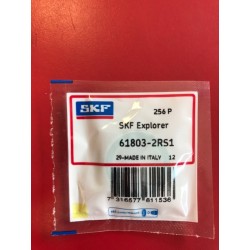 SKF
256 P
SKF Explorer
61803-2RS1
29-MADE IN ITALY 12
7 316577 811536